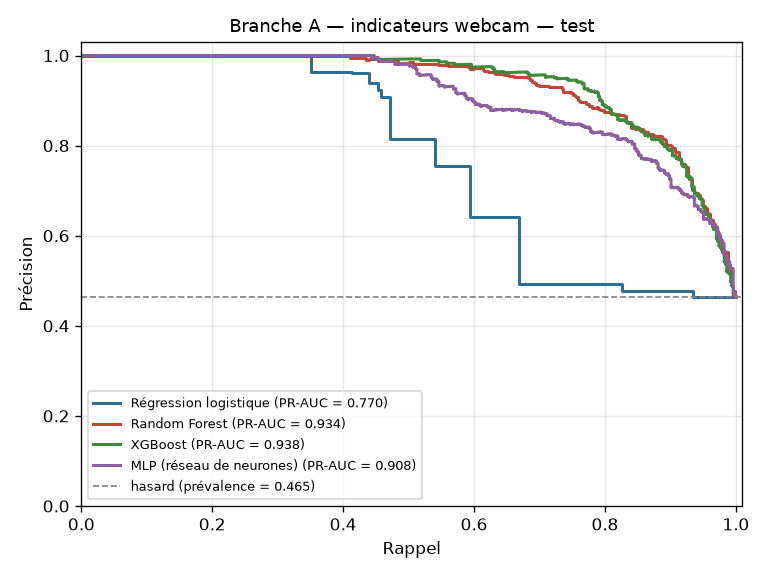 Branche A — indicateurs webcam — test
Précision
1.0
0.8
0.6
0.4
0.2
0.0
Régression logistique (PR-AUC = 0.770)
Random Forest (PR-AUC = 0.934)
XGBoost (PR-AUC = 0.938)
MLP (réseau de neurones) (PR-AUC = 0.908)
hasard (prévalence = 0.465)
0.0 0.2 0.4 0.6 0.8 1.0
Rappel